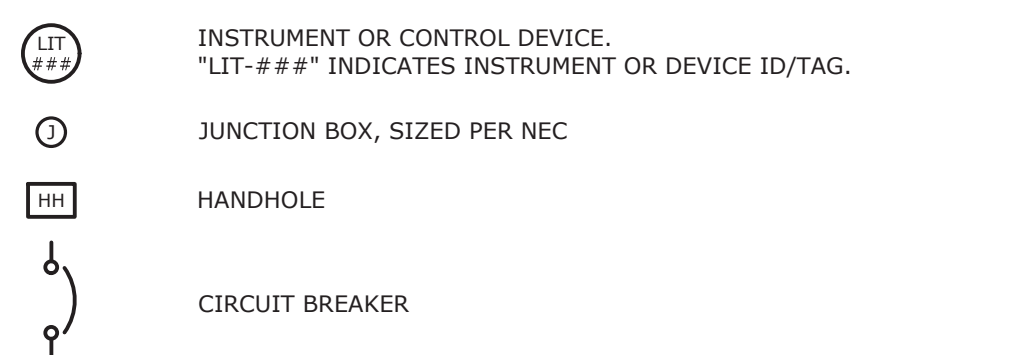 LIT
###
INSTRUMENT OR CONTROL DEVICE.
"LIT-###" INDICATES INSTRUMENT OR DEVICE ID/TAG.
J
JUNCTION BOX, SIZED PER NEC
HH
HANDHOLE
CIRCUIT BREAKER